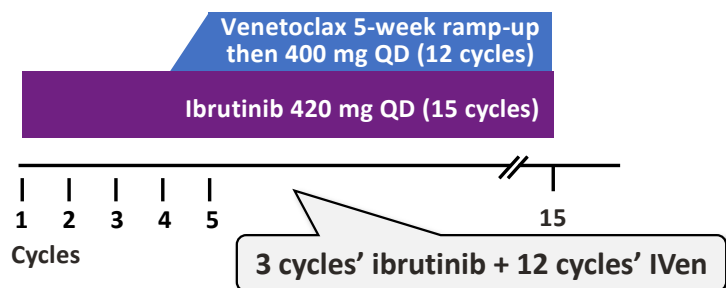 Venetoclax 5-week ramp-up
then 400 mg QD (12 cycles)
Ibrutinib 420 mg QD (15 cycles)
1 2 3 4 5 15
Cycles
3 cycles’ ibrutinib + 12 cycles’ IVen